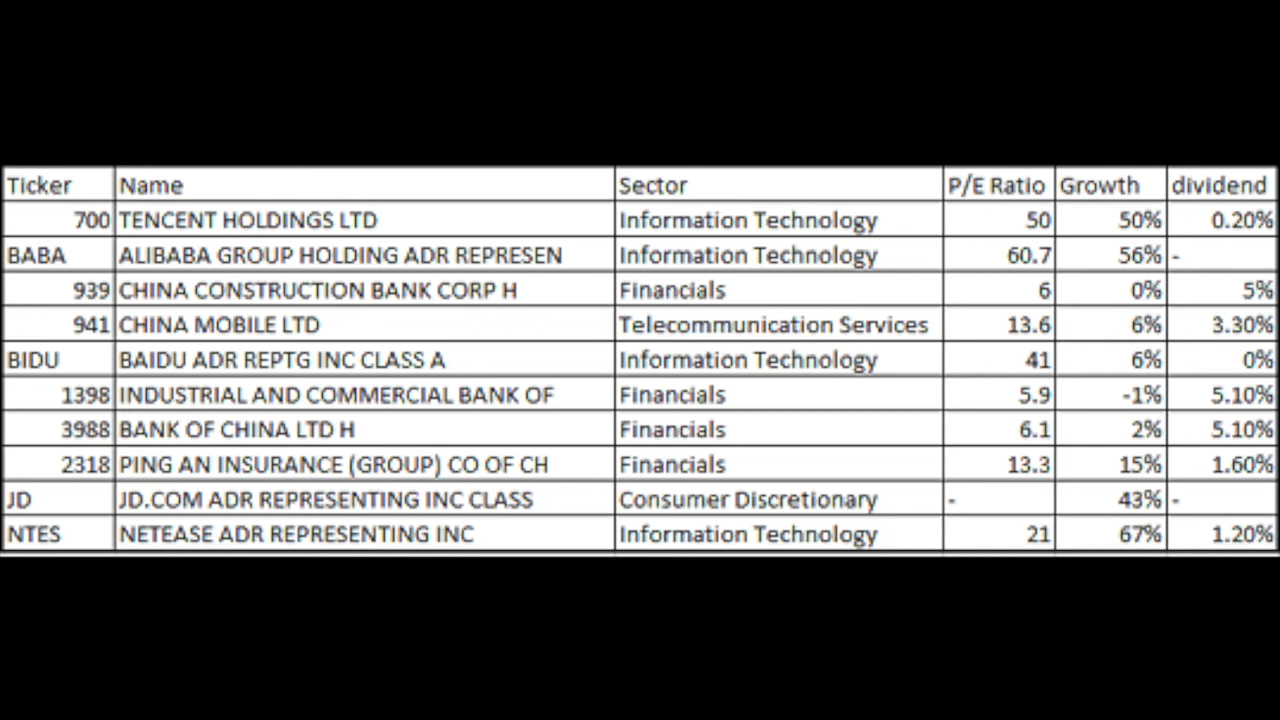 Ticker Name Sector P/E Ratio Growth dividend
700 TENCENT HOLDINGS LTD Information Technology 50 50% 0.20%
BABA ALIBABA GROUP HOLDING ADR REPRESEN Information Technology 60.7 56% -
939 CHINA CONSTRUCTION BANK CORP H Financials 6 0% 5%
941 CHINA MOBILE LTD Telecommunication Services 13.6 6% 3.30%
BIDU BAIDU ADR REPTG INC CLASS A Information Technology 41 6% 0%
1398 INDUSTRIAL AND COMMERCIAL BANK OF Financials 5.9 -1% 5.10%
3988 BANK OF CHINA LTD H Financials 6.1 2% 5.10%
2318 PING AN INSURANCE (GROUP) CO OF CH Financials 13.3 15% 1.60%
JD JD.COM ADR REPRESENTING INC CLASS Consumer Discretionary - 43% -
NTES NETEASE ADR REPRESENTING INC Information Technology 21 67% 1.20%